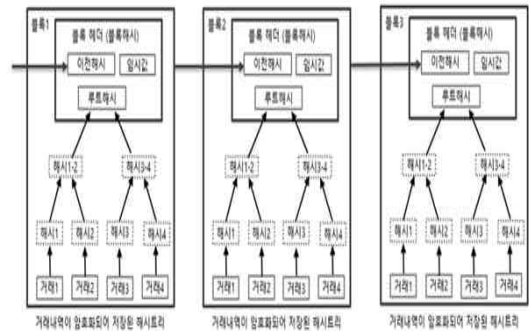 블록1
블록 헤더 (블록해시)
이전해시 임시값
루트해시
해시1-2 해시3-4
해시1 해시2 해시3 해시4
거래1 거래2 거래3 거래4
거래내역이 암호화되어 저장된 해시트리
블록2
블록 헤더 (블록해시)
이전해시 임시값
루트해시
해시1-2 해시3-4
해시1 해시2 해시3 해시4
거래1 거래2 거래3 거래4
거래내역이 암호화되어 저장된 해시트리
블록3
블록 헤더 (블록해시)
이전해시 임시값
루트해시
해시1-2 해시3-4
해시1 해시2 해시3 해시4
거래1 거래2 거래3 거래4
거래내역이 암호화되어 저장된 해시트리